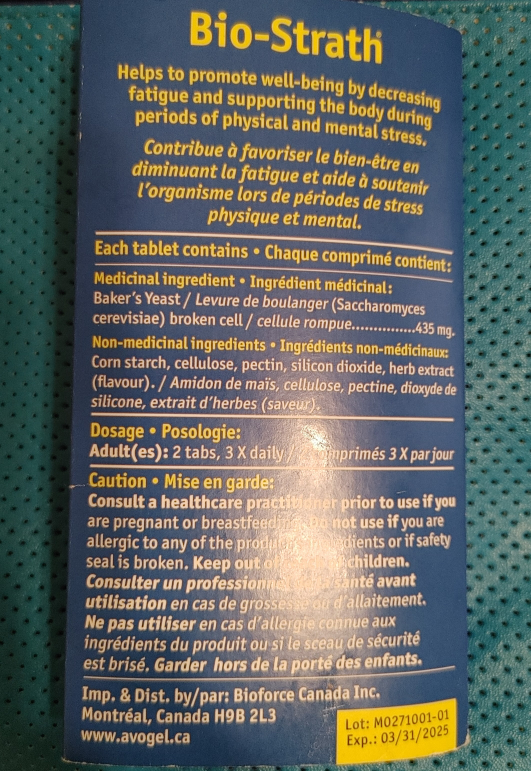 Bio-Strath
Helps to promote well-being by decreasing
fatigue and supporting the body during
periods of physical and mental stress.
Contribue à favoriser le bien-être en
diminuant la fatigue et aide à soutenir
l'organisme lors de périodes de stress
physique et mental.
Each tablet contains • Chaque comprimé contient:
Medicinal ingredient • Ingrédient médicinal:
Baker's Yeast / Levure de boulanger (Saccharomyces
cerevisiae) broken cell / cellule rompue...............435 mg.
Non-medicinal ingredients • Ingrédients non-médicinaux:
Corn starch, cellulose, pectin, silicon dioxide, herb extract
(flavour). / Amidon de maïs, cellulose, pectine, dioxyde de
silicone, extrait d'herbes (saveur).
Dosage • Posologie:
Adult(es): 2 tabs, 3 X daily / comprimés 3 X par jour
Caution • Mise en garde:
Consult a healthcare practitioner prior to use if you
are pregnant or breastfeeding. Do not use if you are
allergic to any of the product's ingredients or if safety
seal is broken. Keep out of children.
Consulter un professionnel santé avant
utilisation en cas de grossesse ou d'allaitement.
Ne pas utiliser en cas d'allergie connue aux
ingrédients du produit ou si le sceau de sécurité
est brisé. Garder hors de la porté des enfants.
Imp. & Dist. by/par: Bioforce Canada Inc.
Montréal, Canada H9B 2L3
www.avogel.ca
Lot: M0271001-01
Exp.: 03/31/2025